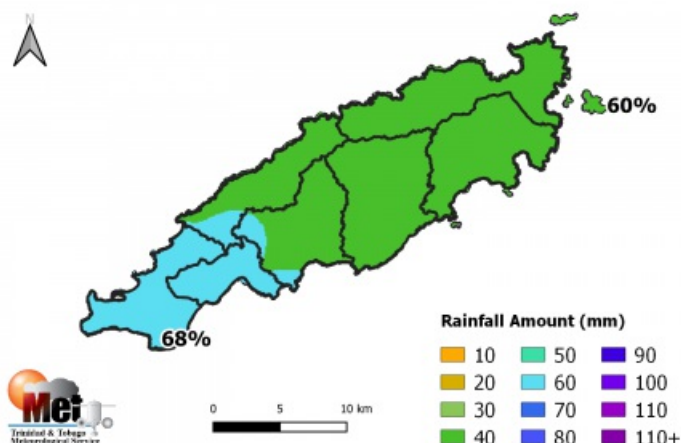 N
60%
68%
Rainfall Amount (mm)
10 50 90
20 60 100
30 70 110
40 80 110+
Met
Trinidad & Tobago
Meteorological Service
0 5 10 km